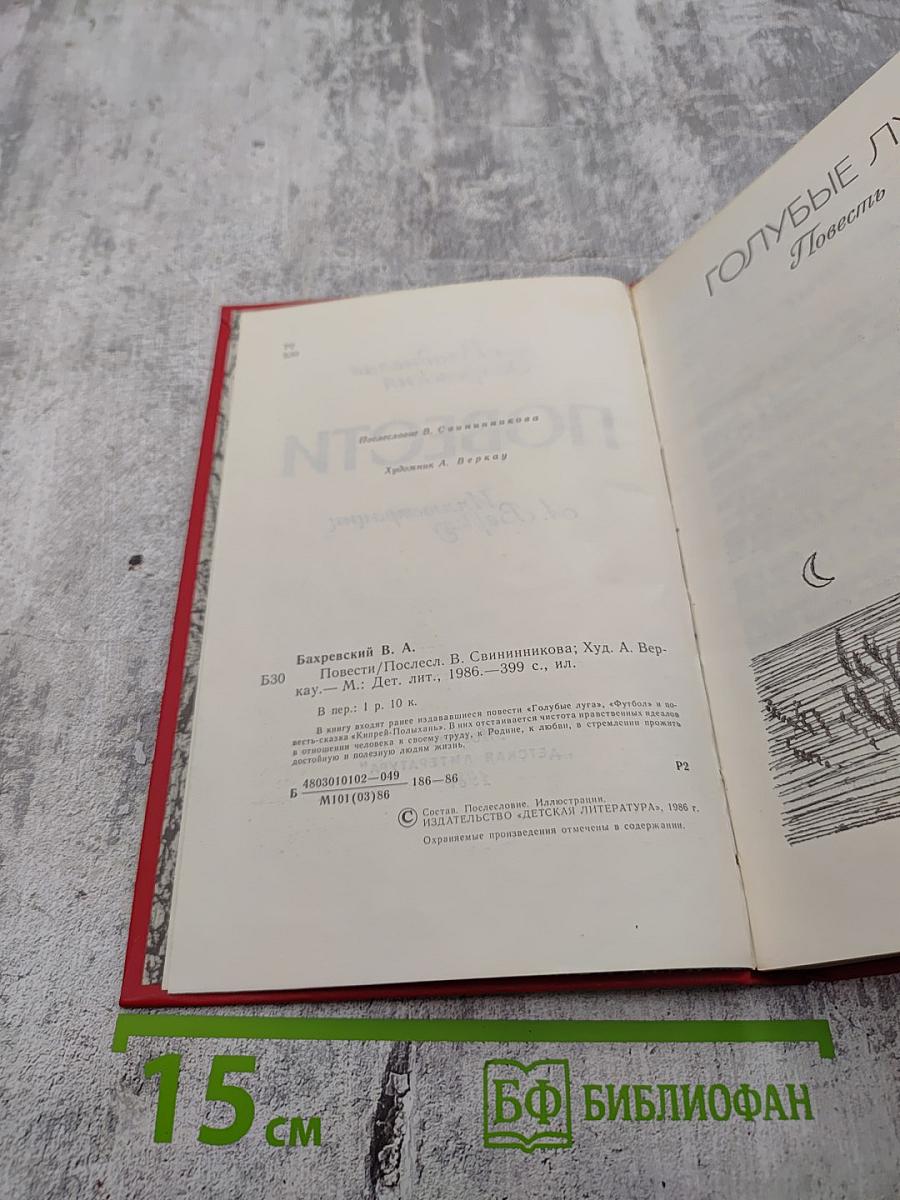 Р2
Б30
Послесловие В. Свининникова
Художник А. Веркау
Бахревский В. А.
Б30 Повести/Послесл. В. Свининникова; Худ. А. Вер-
кау.— М.: Дет. лит., 1986.—399 с., ил.
В пер.: 1 р. 10 к.
В книгу входят ранее издававшиеся повести «Голубые луга», «Футбол» и по-
весть-сказка «Кипрей-Полыхань». В них отстаивается чистота нравственных идеалов
в отношении человека к своему труду, к Родине, к любви, в стремлении прожить
достойную и полезную людям жизнь.
Б 4803010102—049 186—86
М101(03)86
Р2
© Состав. Послесловие. Иллюстрации.
ИЗДАТЕЛЬСТВО «ДЕТСКАЯ ЛИТЕРАТУРА», 1986 г.
Охраняемые произведения отмечены в содержании.
ГОЛУБЫЕ
Повесть
15 см
БФ БИБЛИОФАН